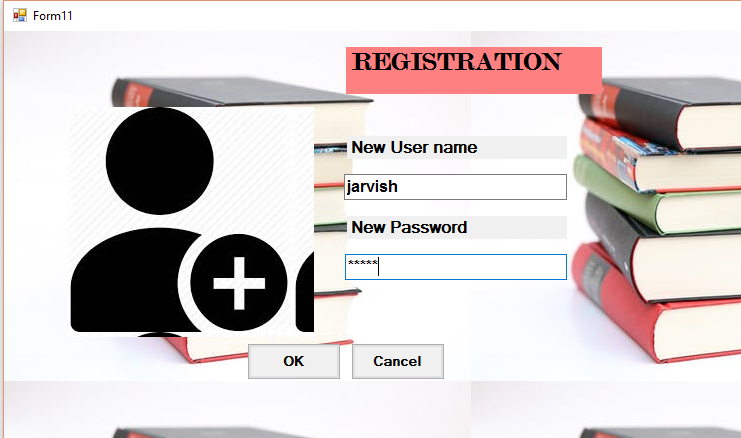 Form11
REGISTRATION
New User name
jarvish
New Password
*****
OK
Cancel